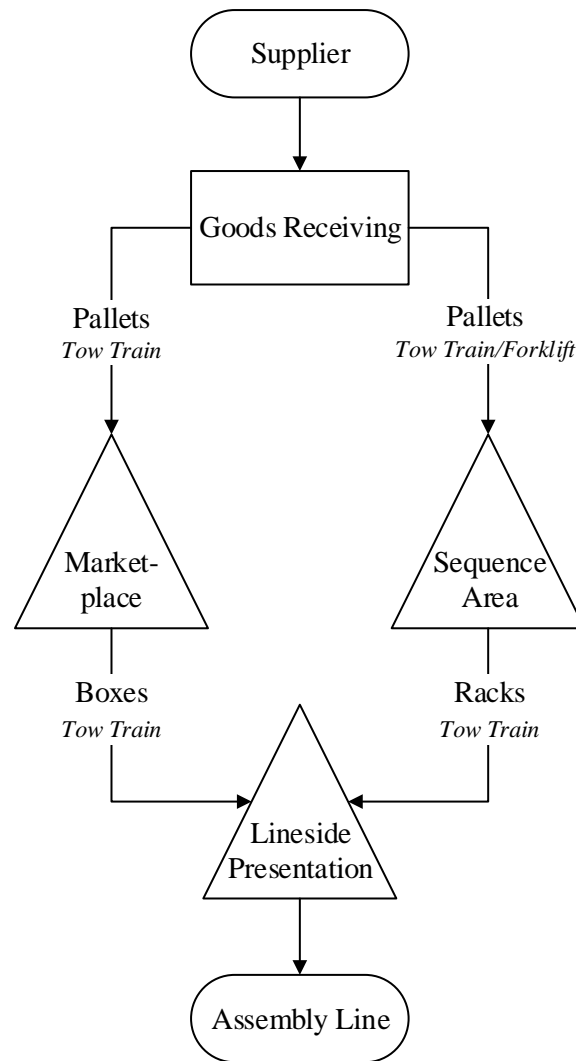 Supplier
Goods Receiving
Pallets
Tow Train
Pallets
Tow Train/Forklift
Market-
place
Sequence
Area
Boxes
Tow Train
Racks
Tow Train
Lineside
Presentation
Assembly Line